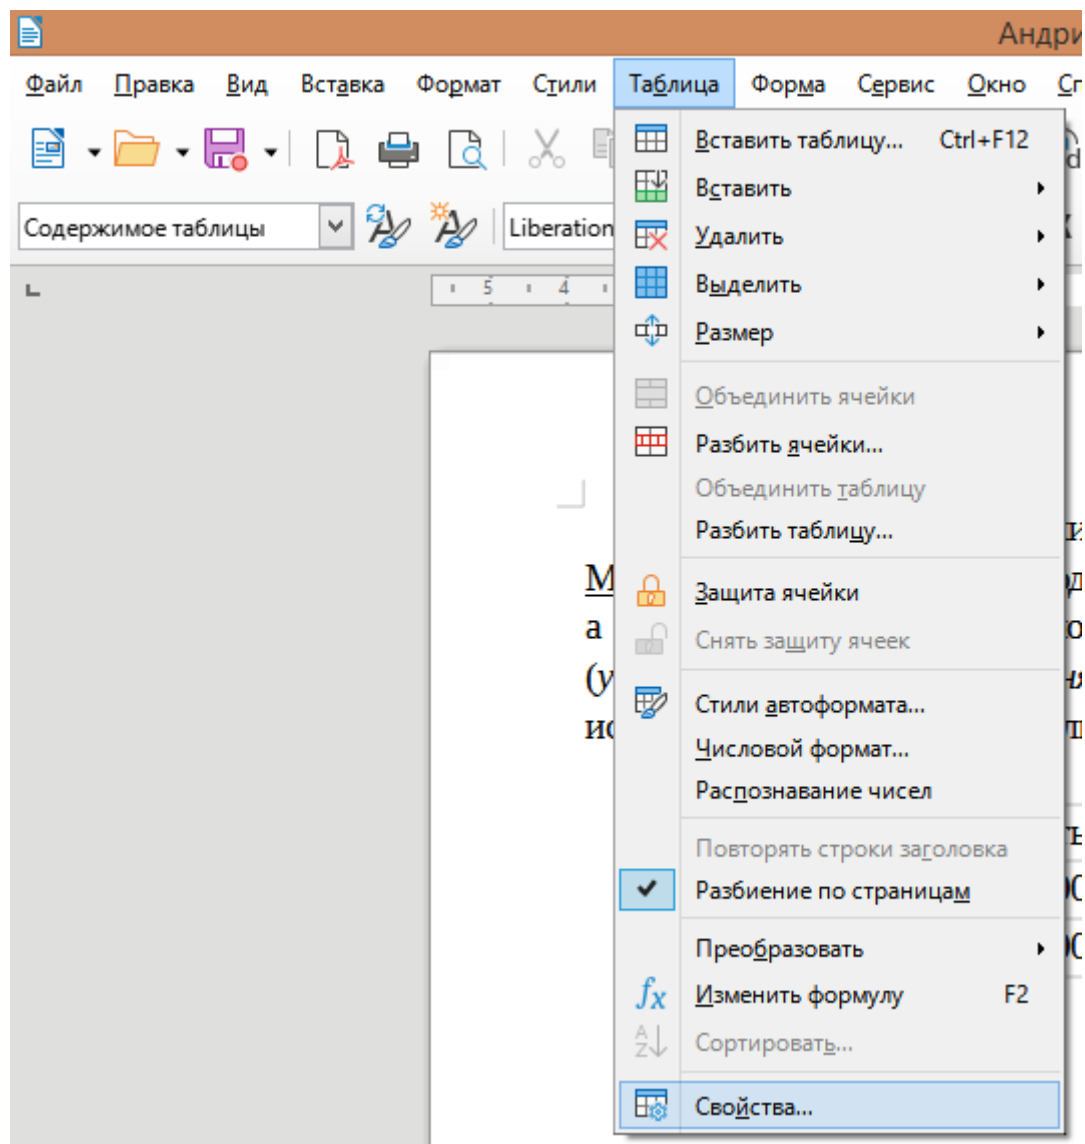 Файл Правка Вид Вставка Формат Стили Таблица Форма Сервис Окно
Содержимое таблицы Liberation
5 4
Вставить таблицу... Ctrl+F12
Вставить
Удалить
Выделить
Размер
Объединить ячейки
Разбить ячейки...
Объединить таблицу
Разбить таблицу...
Защита ячейки
Снять защиту ячеек
Стили автоформата...
Числовой формат...
Распознавание чисел
Повторять строки заголовка
Разбиение по страницам
Преобразовать
Изменить формулу F2
Сортировать...
Свойства...
а